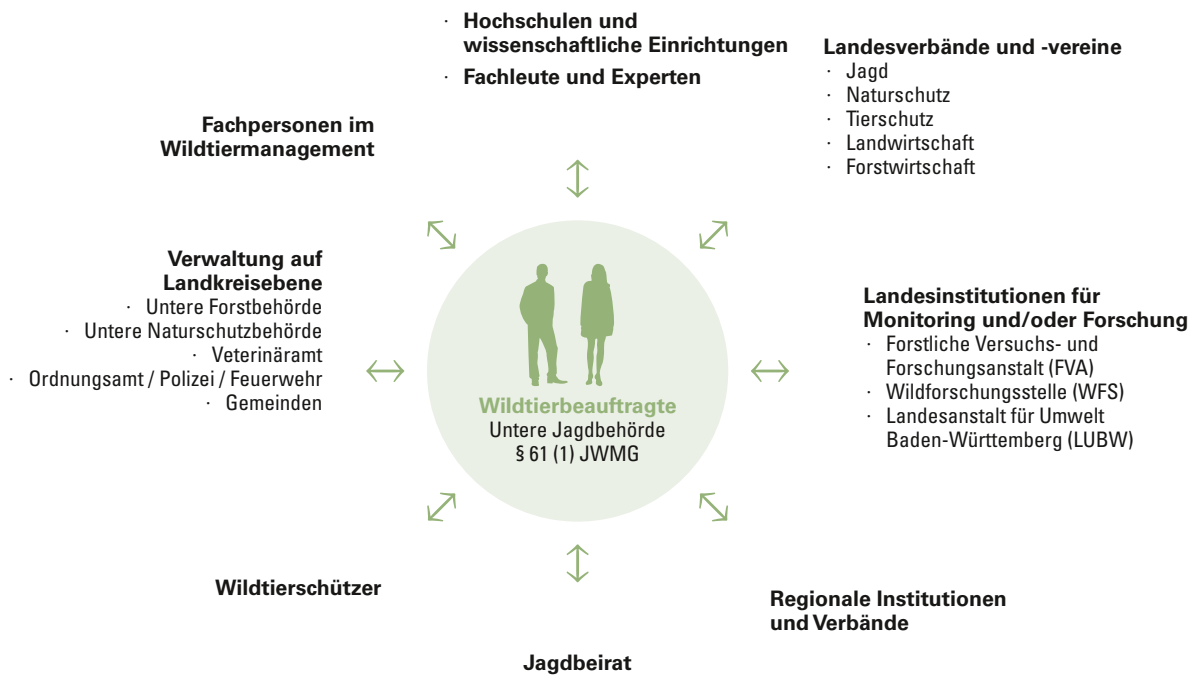 · Hochschulen und
wissenschaftliche Einrichtungen
· Fachleute und Experten
Landesverbände und -vereine
· Jagd
· Naturschutz
· Tierschutz
· Landwirtschaft
· Forstwirtschaft
Fachpersonen im
Wildtiermanagement
Verwaltung auf
Landkreisebene
· Untere Forstbehörde
· Untere Naturschutzbehörde
· Veterinäramt
· Ordnungsamt / Polizei / Feuerwehr
· Gemeinden
Wildtierbeauftragte
Untere Jagdbehörde
§ 61 (1) JWMG
Landesinstitutionen für
Monitoring und/oder Forschung
· Forstliche Versuchs- und
Forschungsanstalt (FVA)
· Wildforschungsstelle (WFS)
· Landesanstalt für Umwelt
Baden-Württemberg (LUBW)
Wildtierschützer
Regionale Institutionen
und Verbände
Jagdbeirat